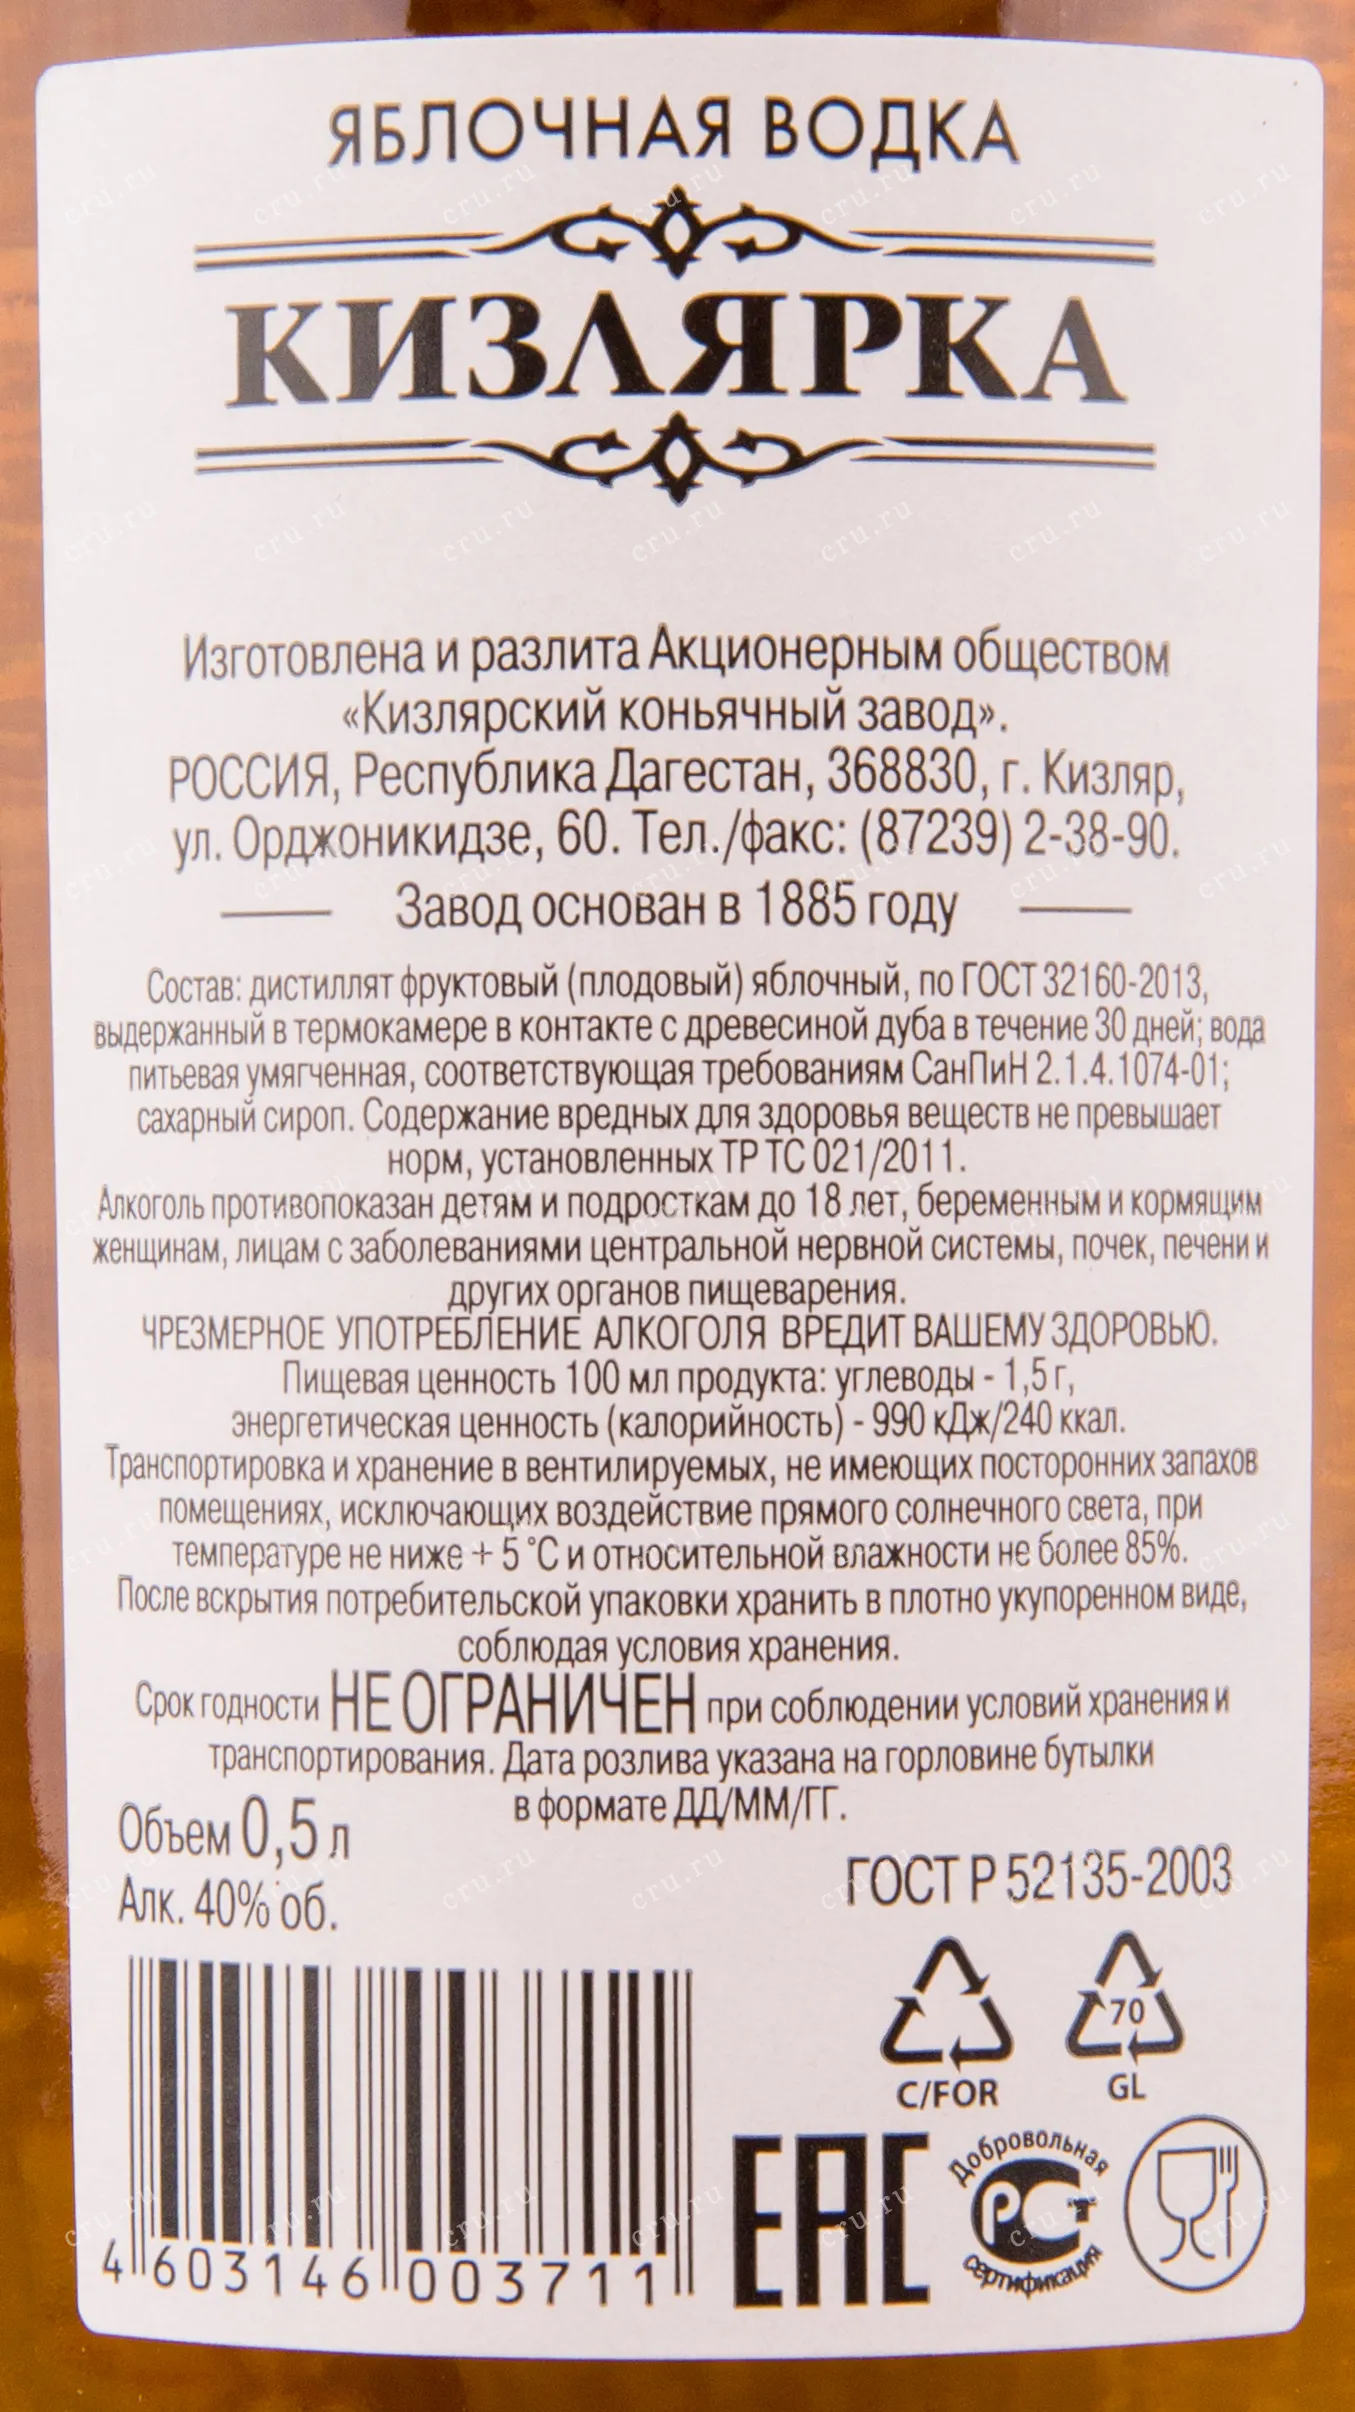 ЯБЛОЧНАЯ ВОДКА
КИЗЛЯРКА
Изготовлена и разлита Акционерным обществом
«Кизлярский коньячный завод».
РОССИЯ, Республика Дагестан, 368830, г. Кизляр,
ул. Орджоникидзе, 60. Тел./факс: (87239) 2-38-90.
Завод основан в 1885 году
Состав: дистиллят фруктовый (плодовый) яблочный, по ГОСТ 32160-2013,
выдержанный в термокамере в контакте с древесиной дуба в течение 30 дней; вода
питьевая умягченная, соответствующая требованиям СанПиН 2.1.4.1074-01;
сахарный сироп. Содержание вредных для здоровья веществ не превышает
норм, установленных ТР ТС 021/2011.
Алкоголь противопоказан детям и подросткам до 18 лет, беременным и кормящим
женщинам, лицам с заболеваниями центральной нервной системы, почек, печени и
других органов пищеварения.
ЧРЕЗМЕРНОЕ УПОТРЕБЛЕНИЕ АЛКОГОЛЯ ВРЕДИТ ВАШЕМУ ЗДОРОВЬЮ.
Пищевая ценность 100 мл продукта: углеводы - 1,5 г,
энергетическая ценность (калорийность) - 990 кДж/240 ккал.
Транспортировка и хранение в вентилируемых, не имеющих посторонних запахов
помещениях, исключающих воздействие прямого солнечного света, при
температуре не ниже + 5 °С и относительной влажности не более 85%.
После вскрытия потребительской упаковки хранить в плотно укупоренном виде,
соблюдая условия хранения.
Срок годности НЕ ОГРАНИЧЕН при соблюдении условий хранения и
транспортирования. Дата розлива указана на горловине бутылки
в формате ДД/ММ/ГГ.
Объем 0,5 л
Алк. 40% об.
ГОСТ Р 52135-2003
70
C/FOR
GL
EAC
Добровольная
РСТ
сертификация
4 603146 003711
cru.ru